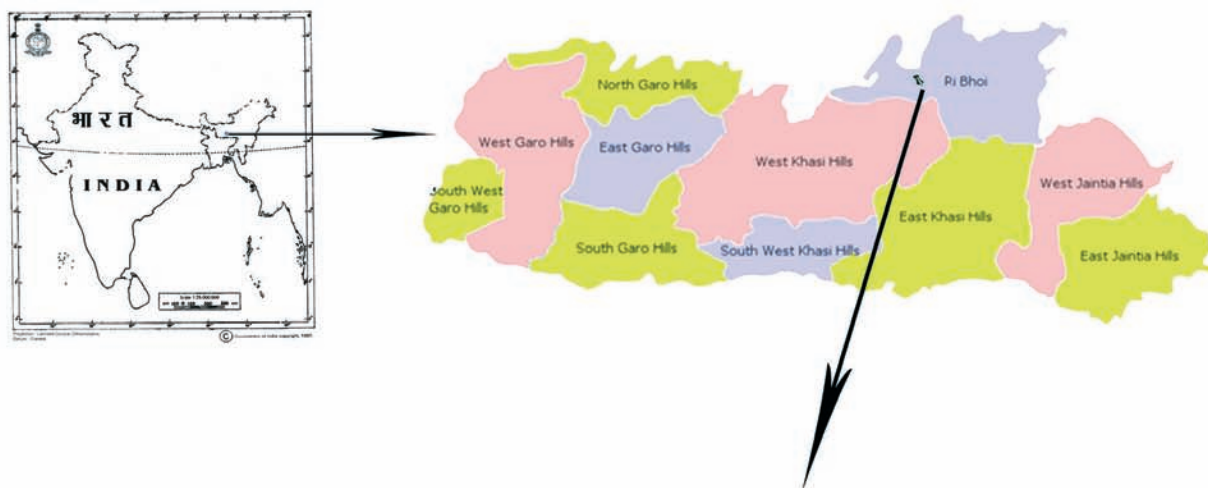 भारत
INDIA
North Garo Hills
Ri Bhoi
West Garo Hills
East Garo Hills
West Khasi Hills
South West
Garo Hills
West Jaintia Hills
East Khasi Hills
South Garo Hills
South West Khasi Hills
East Jaintia Hills